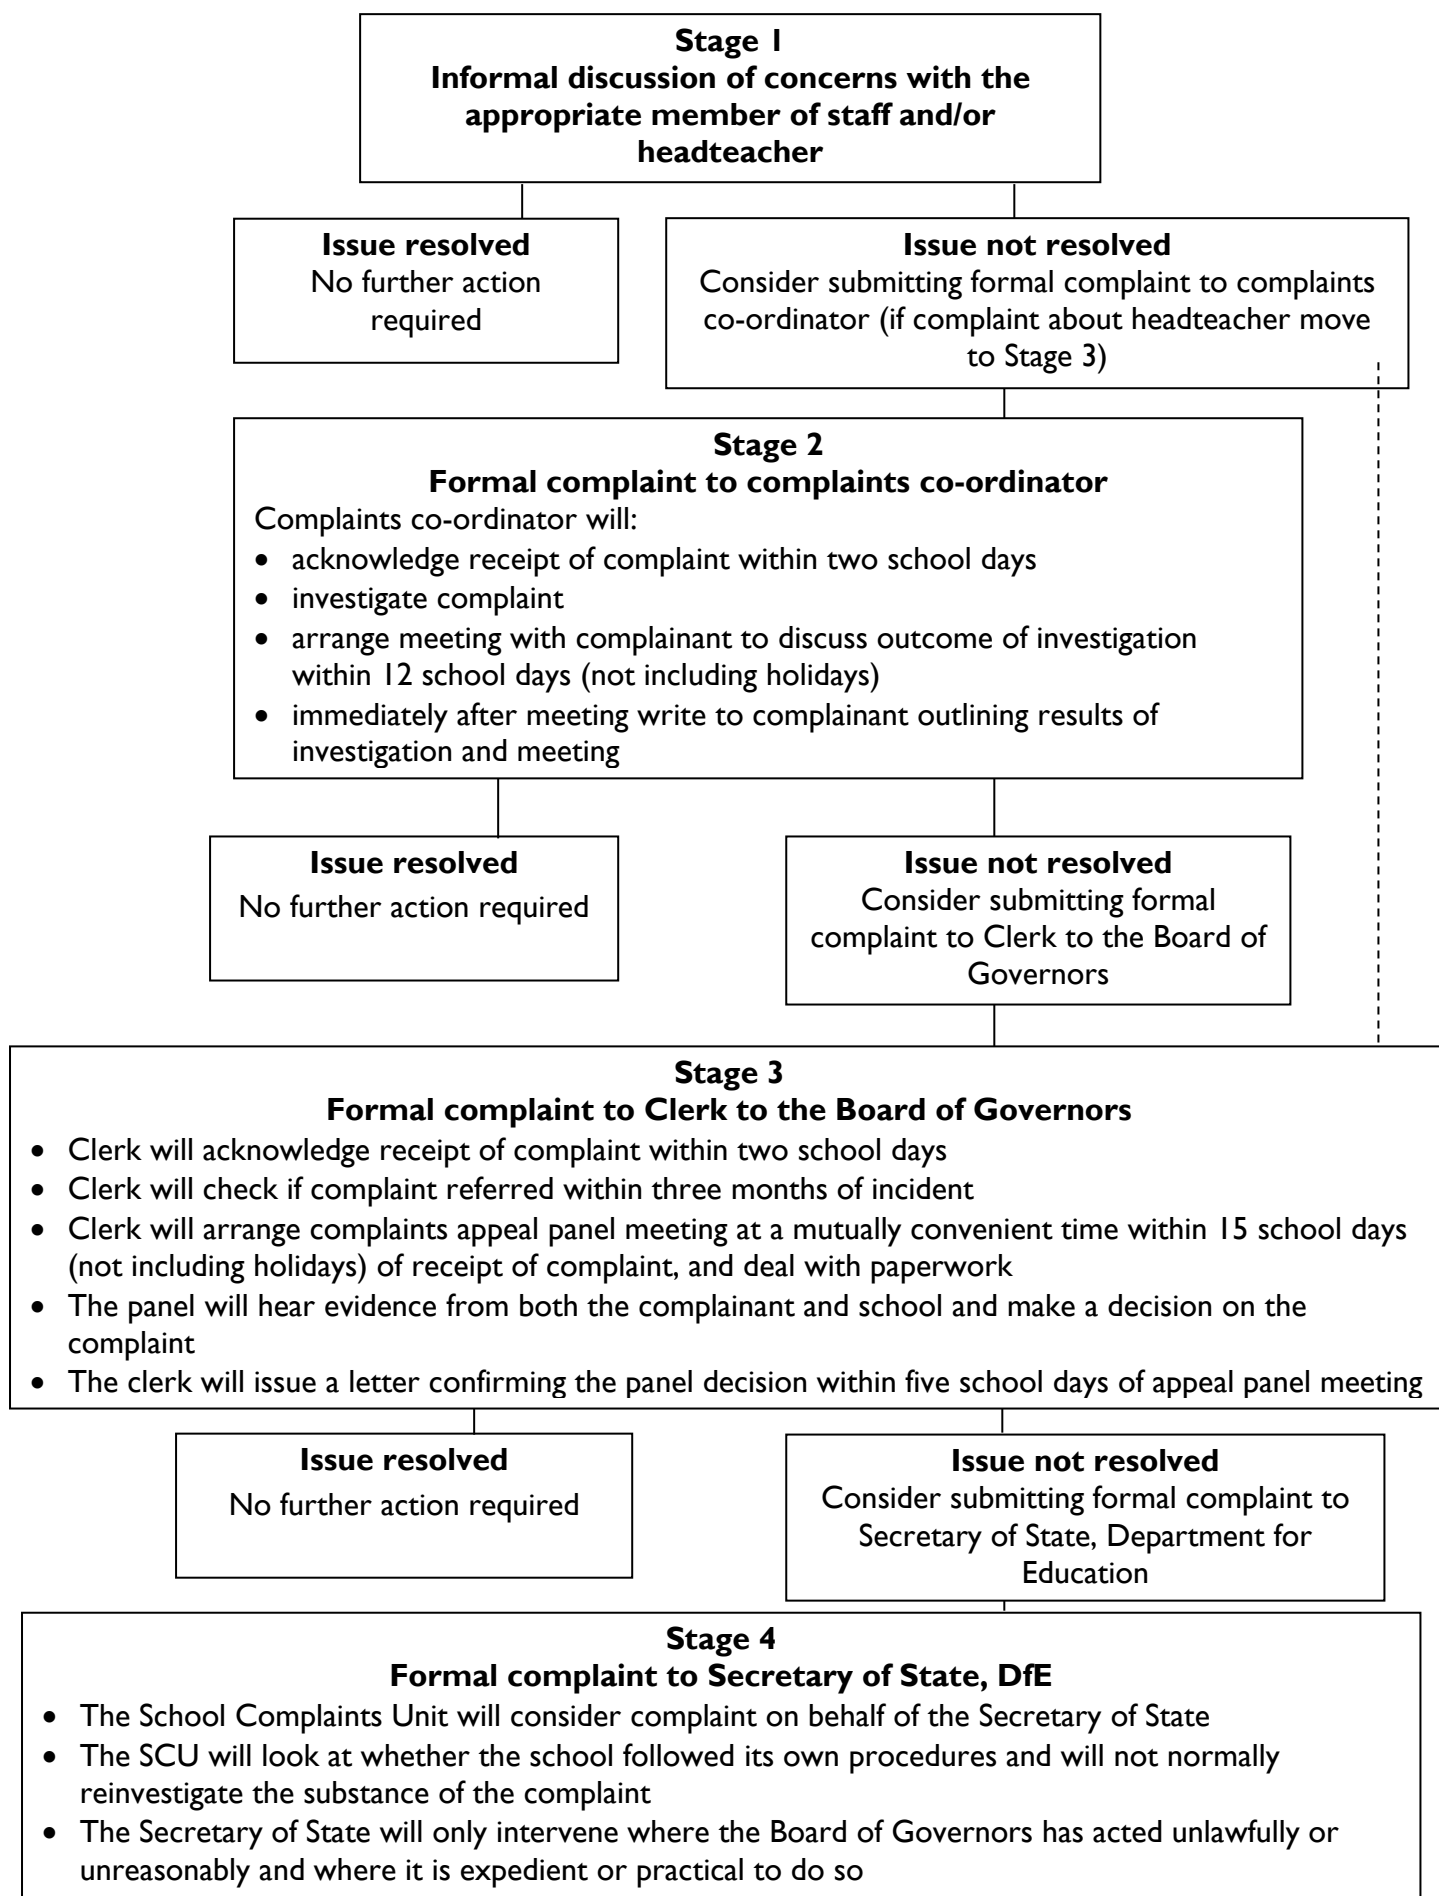 Stage 1
Informal discussion of concerns with the
appropriate member of staff and/or
headteacher
Issue resolved
No further action
required
Issue not resolved
Consider submitting formal complaint to complaints
co-ordinator (if complaint about headteacher move
to Stage 3)
Stage 2
Formal complaint to complaints co-ordinator
Complaints co-ordinator will:
• acknowledge receipt of complaint within two school days
• investigate complaint
• arrange meeting with complainant to discuss outcome of investigation
within 12 school days (not including holidays)
• immediately after meeting write to complainant outlining results of
investigation and meeting
Issue resolved
No further action required
Issue not resolved
Consider submitting formal
complaint to Clerk to the Board of
Governors
Stage 3
Formal complaint to Clerk to the Board of Governors
• Clerk will acknowledge receipt of complaint within two school days
• Clerk will check if complaint referred within three months of incident
• Clerk will arrange complaints appeal panel meeting at a mutually convenient time within 15 school days
(not including holidays) of receipt of complaint, and deal with paperwork
• The panel will hear evidence from both the complainant and school and make a decision on the
complaint
• The clerk will issue a letter confirming the panel decision within five school days of appeal panel meeting
Issue resolved
No further action required
Issue not resolved
Consider submitting formal complaint to
Secretary of State, Department for
Education
Stage 4
Formal complaint to Secretary of State, DfE
• The School Complaints Unit will consider complaint on behalf of the Secretary of State
• The SCU will look at whether the school followed its own procedures and will not normally
reinvestigate the substance of the complaint
• The Secretary of State will only intervene where the Board of Governors has acted unlawfully or
unreasonably and where it is expedient or practical to do so